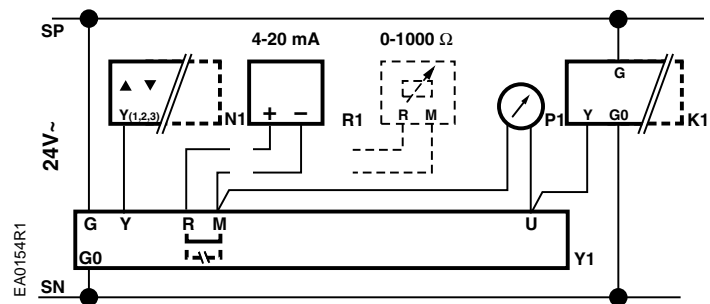 SP
4-20 mA
0-1000 Ω
▲ ▼
Y(1,2,3)
N1
+ −
R1
R M
P1
G
Y G0
K1
24V~
G Y R M U
G0
Y1
SN
EA0154R1